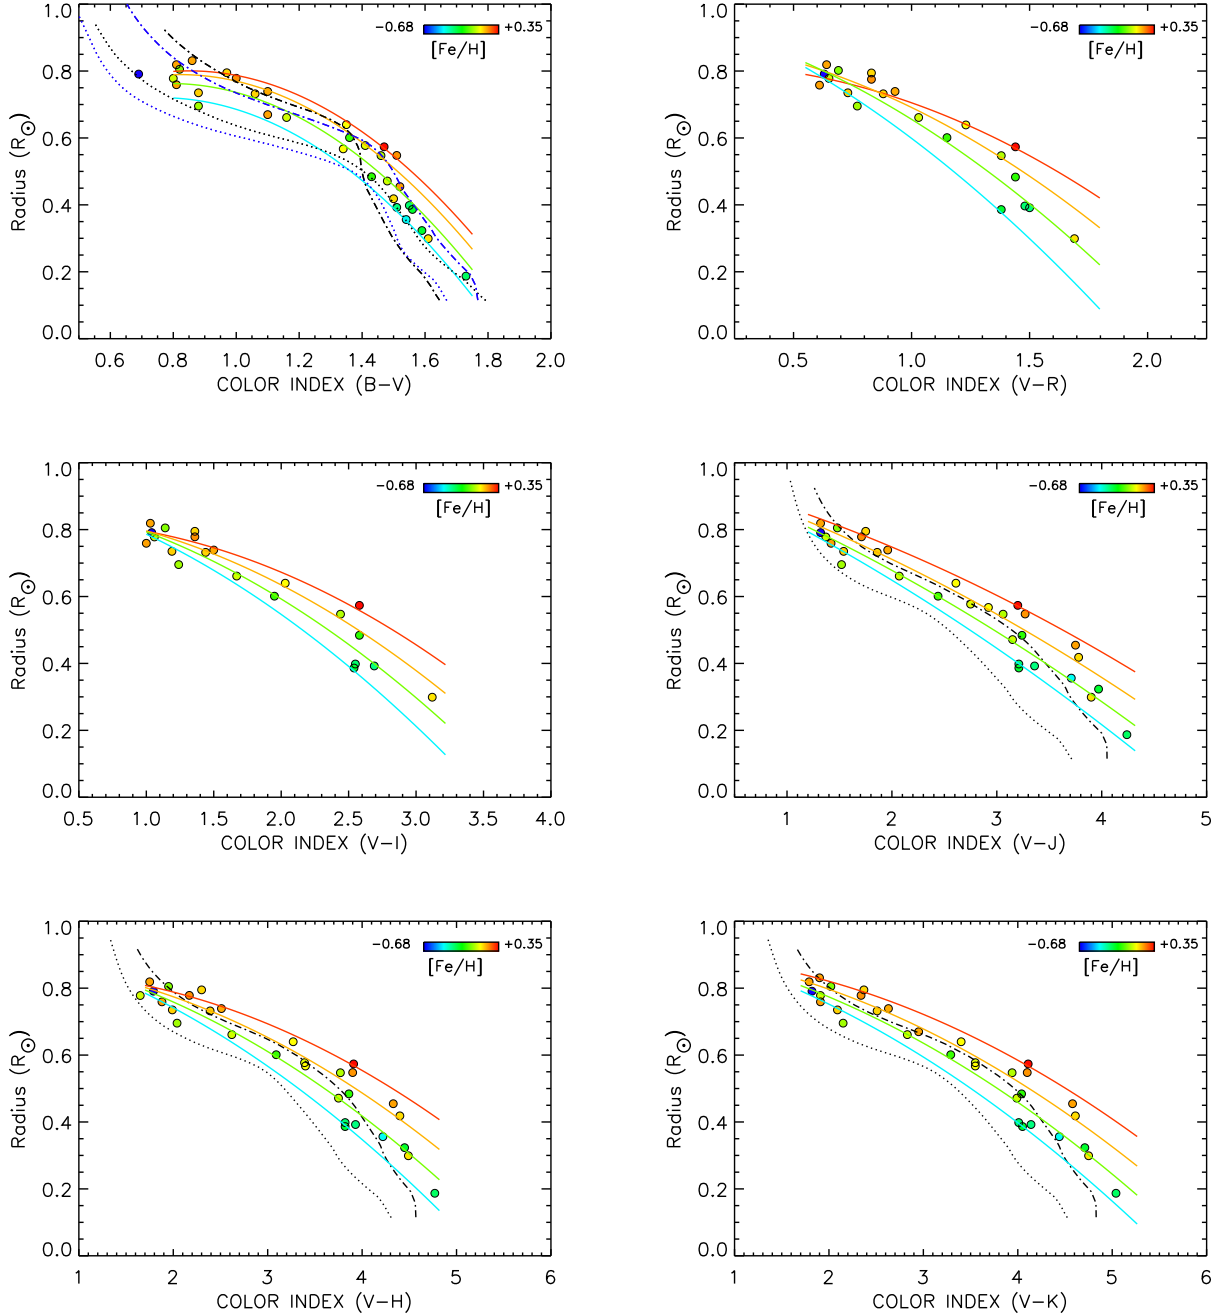 −0.68 +0.35
[Fe/H]
1.0
0.8
0.6
0.4
0.2
0.0
Radius (R⊙)
0.6 0.8 1.0 1.2 1.4 1.6 1.8 2.0
COLOR INDEX (B−V)
−0.68 +0.35
[Fe/H]
1.0
0.8
0.6
0.4
0.2
0.0
Radius (R⊙)
0.5 1.0 1.5 2.0
COLOR INDEX (V−R)
−0.68 +0.35
[Fe/H]
1.0
0.8
0.6
0.4
0.2
0.0
Radius (R⊙)
0.5 1.0 1.5 2.0 2.5 3.0 3.5 4.0
COLOR INDEX (V−I)
−0.68 +0.35
[Fe/H]
1.0
0.8
0.6
0.4
0.2
0.0
Radius (R⊙)
1 2 3 4 5
COLOR INDEX (V−J)
−0.68 +0.35
[Fe/H]
1.0
0.8
0.6
0.4
0.2
0.0
Radius (R⊙)
1 2 3 4 5 6
COLOR INDEX (V−H)
−0.68 +0.35
[Fe/H]
1.0
0.8
0.6
0.4
0.2
0.0
Radius (R⊙)
1 2 3 4 5 6
COLOR INDEX (V−K)